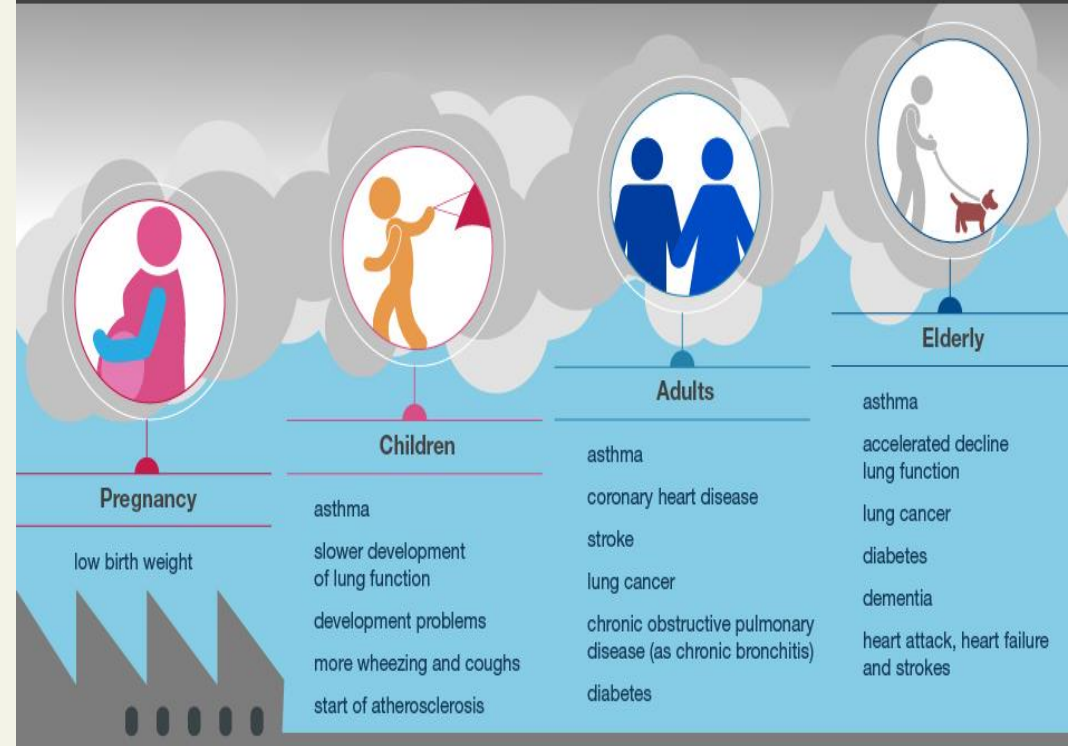 Pregnancy
low birth weight
Children
asthma
slower development
of lung function
development problems
more wheezing and coughs
start of atherosclerosis
Adults
asthma
coronary heart disease
stroke
lung cancer
chronic obstructive pulmonary
disease (as chronic bronchitis)
diabetes
Elderly
asthma
accelerated decline
lung function
lung cancer
diabetes
dementia
heart attack, heart failure
and strokes